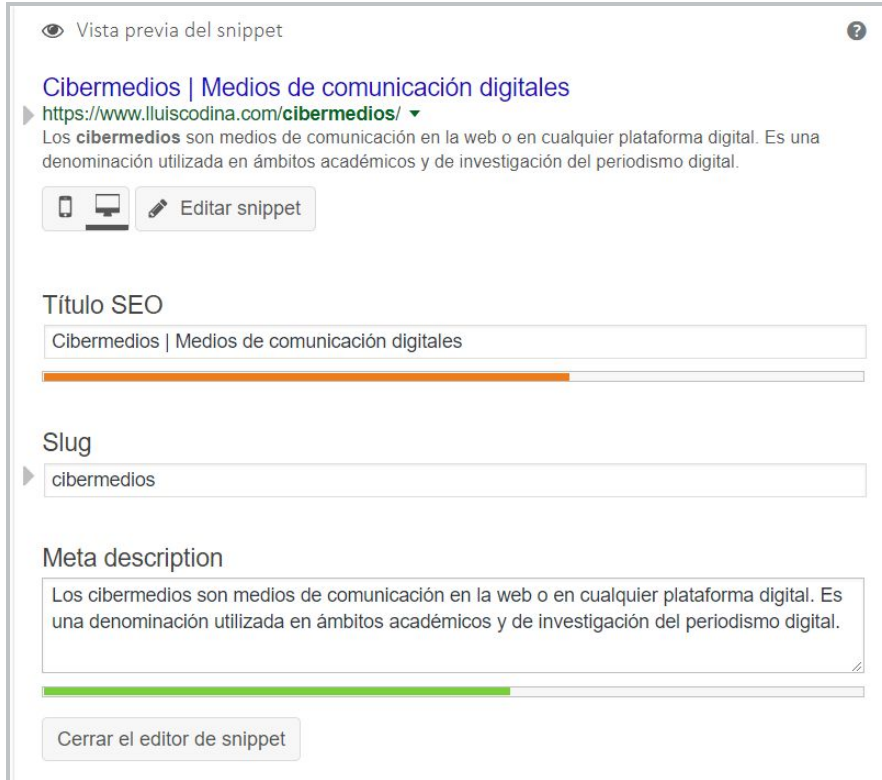 Vista previa del snippet
Cibermedios | Medios de comunicación digitales
https://www.lluiscodina.com/cibermedios/
Los cibermedios son medios de comunicación en la web o en cualquier plataforma digital. Es una
denominación utilizada en ámbitos académicos y de investigación del periodismo digital.
Editar snippet
Título SEO
Cibermedios | Medios de comunicación digitales
Slug
cibermedios
Meta description
Los cibermedios son medios de comunicación en la web o en cualquier plataforma digital. Es
una denominación utilizada en ámbitos académicos y de investigación del periodismo digital.
Cerrar el editor de snippet